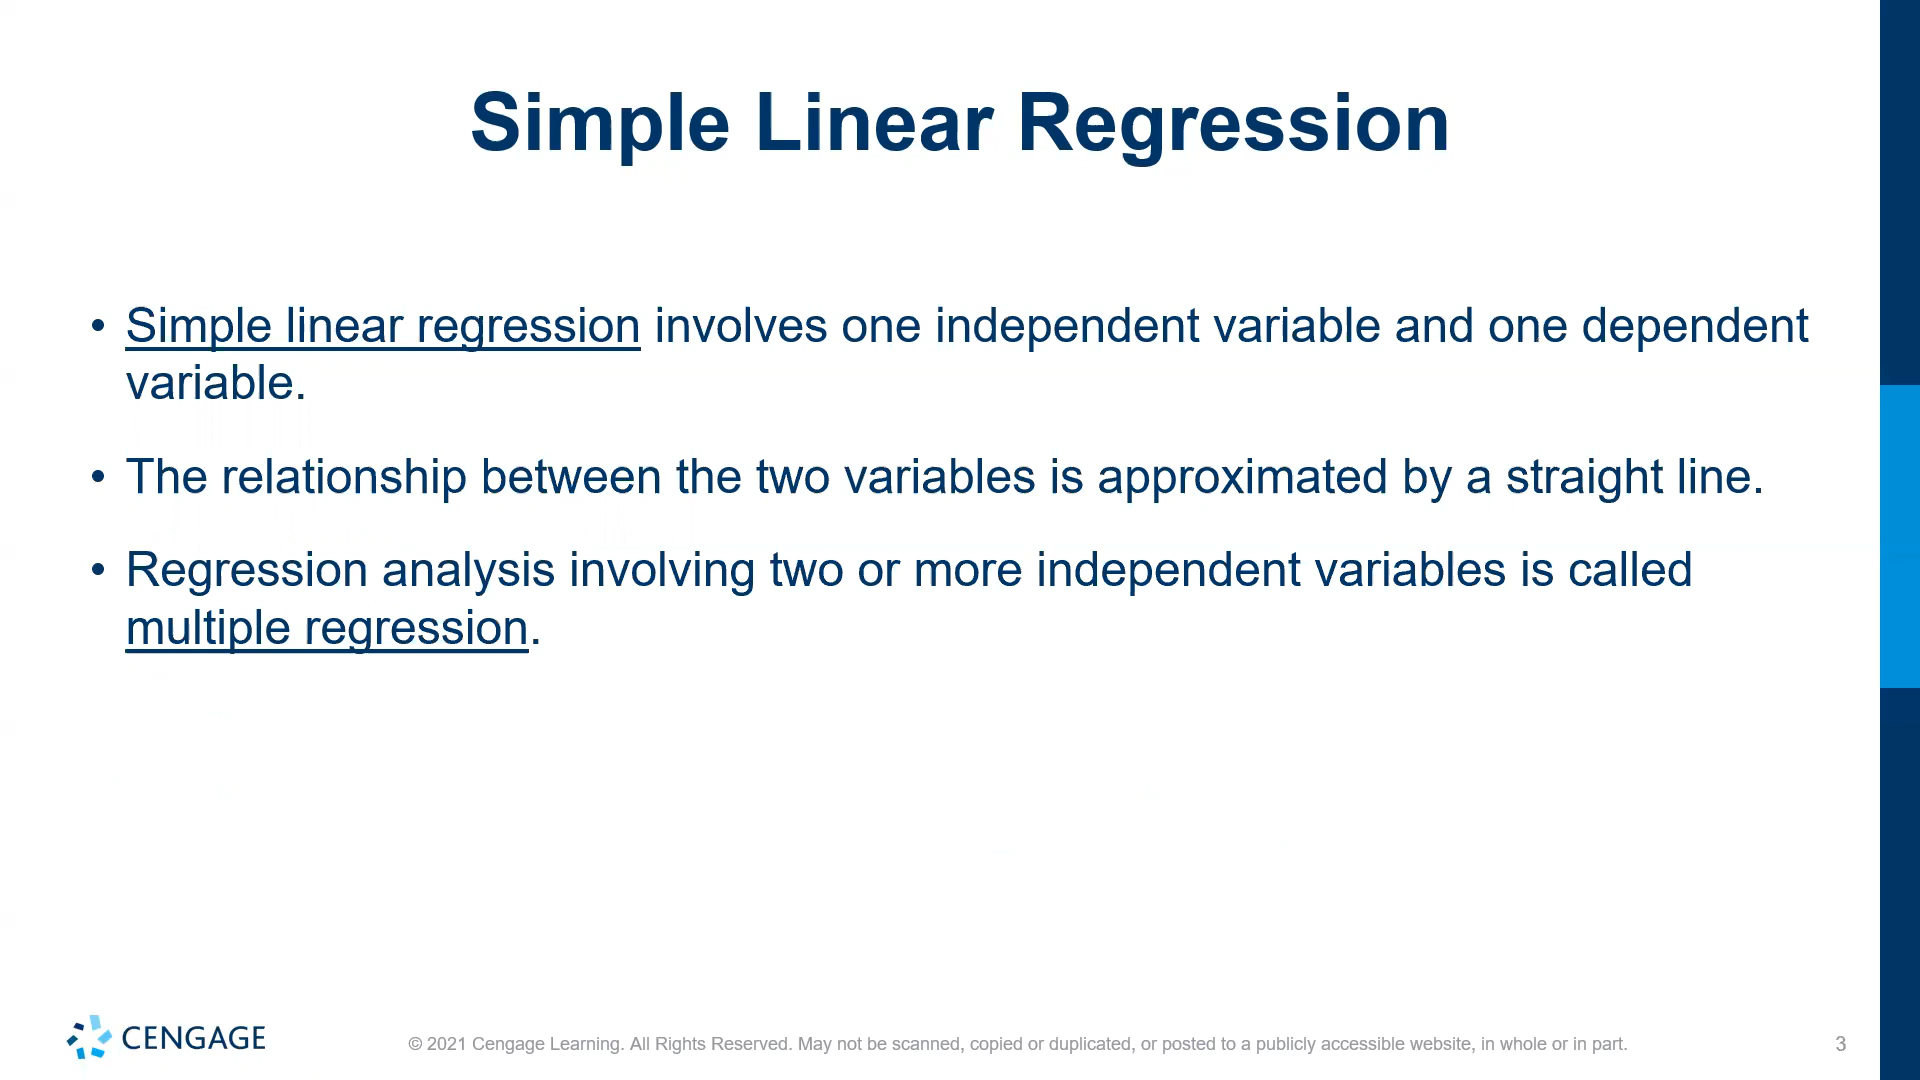 Simple Linear Regression
• Simple linear regression involves one independent variable and one dependent
variable.
• The relationship between the two variables is approximated by a straight line.
• Regression analysis involving two or more independent variables is called
multiple regression.
CENGAGE
© 2021 Cengage Learning. All Rights Reserved. May not be scanned, copied or duplicated, or posted to a publicly accessible website, in whole or in part.
3